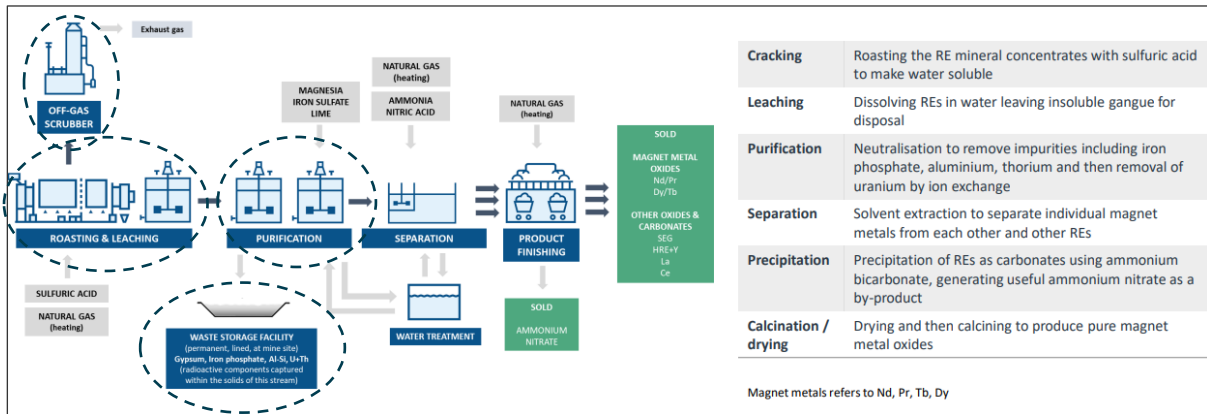 Exhaust gas
OFF-GAS
SCRUBBER
MAGNESIA
IRON SULFATE
LIME
NATURAL GAS
(heating)
AMMONIA
NITRIC ACID
NATURAL GAS
(heating)
ROASTING & LEACHING
PURIFICATION
SEPARATION
PRODUCT
FINISHING
SULFURIC ACID
NATURAL GAS
(heating)
WASTE STORAGE FACILITY
(permanent, lined, at mine site)
Gypsum, Iron phosphate, Al-Si, U+Th
(radioactive components captured
within the solids of this stream)
WATER TREATMENT
SOLD
AMMONIUM
NITRATE
SOLD
MAGNET METAL
OXIDES
Nd/Pr
Dy/Tb
OTHER OXIDES &
CARBONATES
SEG
HRE+Y
La
Ce
Cracking
Roasting the RE mineral concentrates with sulfuric acid
to make water soluble
Leaching
Dissolving REs in water leaving insoluble gangue for
disposal
Purification
Neutralisation to remove impurities including iron
phosphate, aluminium, thorium and then removal of
uranium by ion exchange
Separation
Solvent extraction to separate individual magnet
metals from each other and other REs
Precipitation
Precipitation of REs as carbonates using ammonium
bicarbonate, generating useful ammonium nitrate as a
by-product
Calcination /
drying
Drying and then calcining to produce pure magnet
metal oxides
Magnet metals refers to Nd, Pr, Tb, Dy